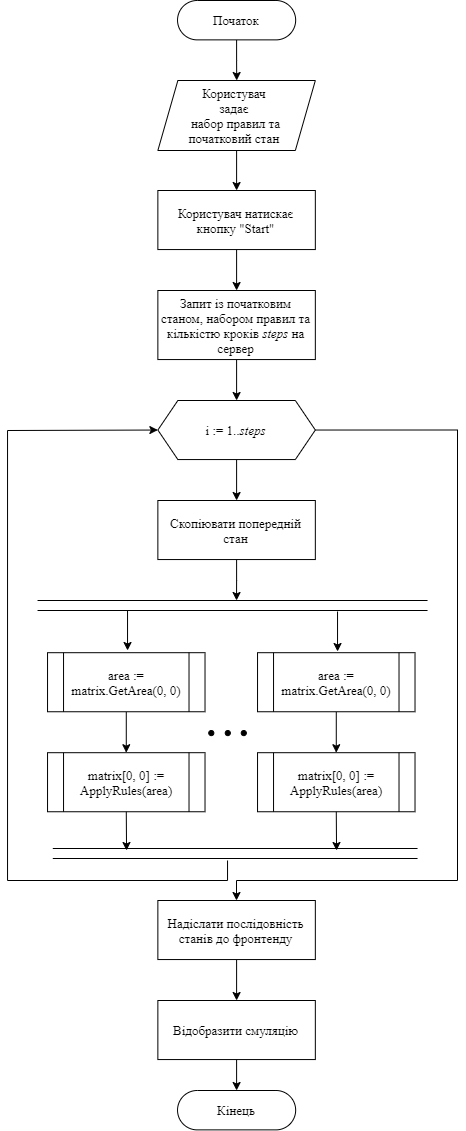 Початок
Користувач
задає
набор правил та
початковий стан
Користувач натискає
кнопку "Start"
Запит із початковим
станом, набором правил та
кількістю кроків steps на
сервер
i := 1..steps
Скопіювати попередній
стан
area :=
matrix.GetArea(0, 0)
area :=
matrix.GetArea(0, 0)
matrix[0, 0] :=
ApplyRules(area)
matrix[0, 0] :=
ApplyRules(area)
Надіслати послідовність
станів до фронтенду
Відобразити смуляцію
Кінець